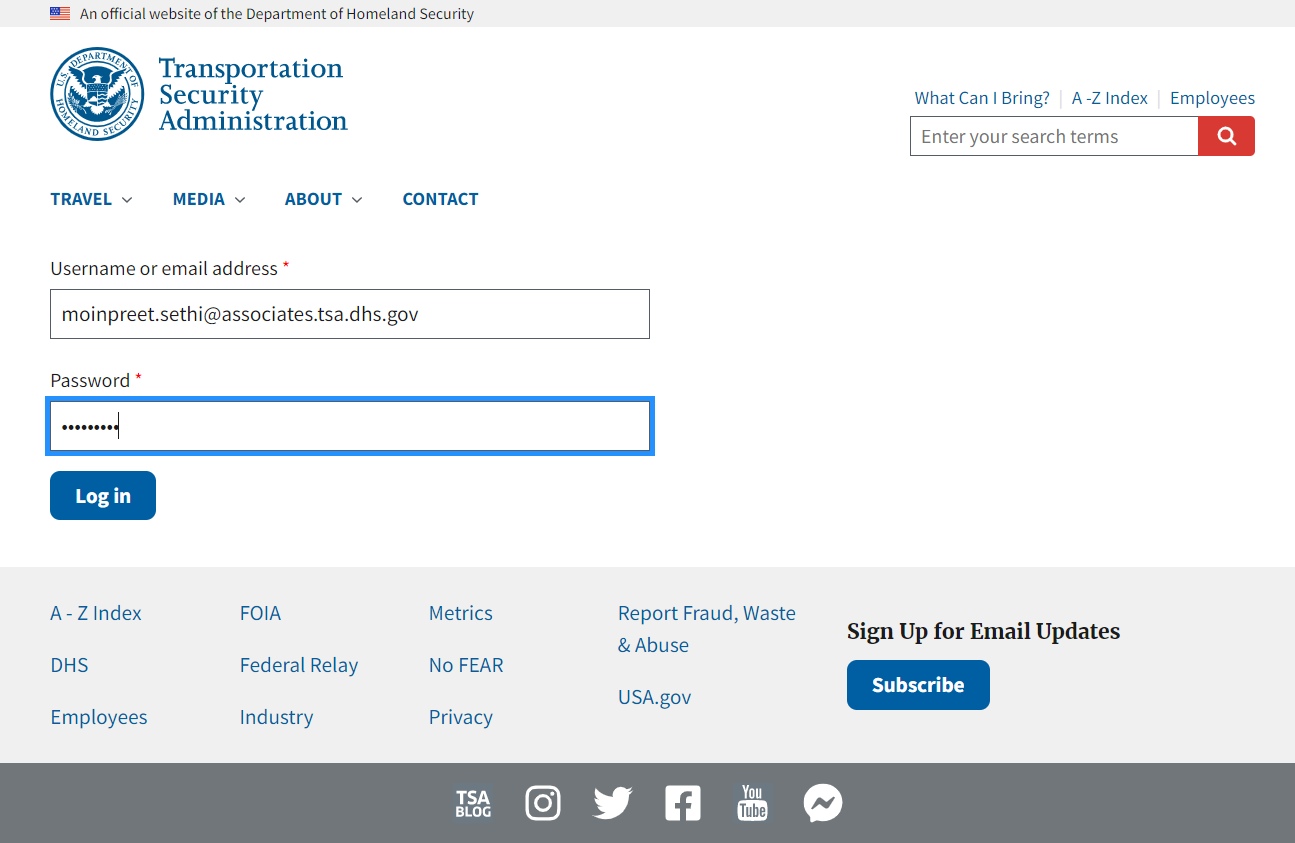 An official website of the Department of Homeland Security
U.S. DEPARTMENT OF
HOMELAND SECURITY
Transportation
Security
Administration
What Can I Bring? A -Z Index Employees
Enter your search terms
TRAVEL MEDIA ABOUT CONTACT
Username or email address *
moinpreet.sethi@associates.tsa.dhs.gov
Password *
•••••••••
Log in
A - Z Index FOIA Metrics Report Fraud, Waste
& Abuse
Sign Up for Email Updates
DHS Federal Relay No FEAR
Subscribe
USA.gov
Employees Industry Privacy
TSA
BLOG
You
Tube